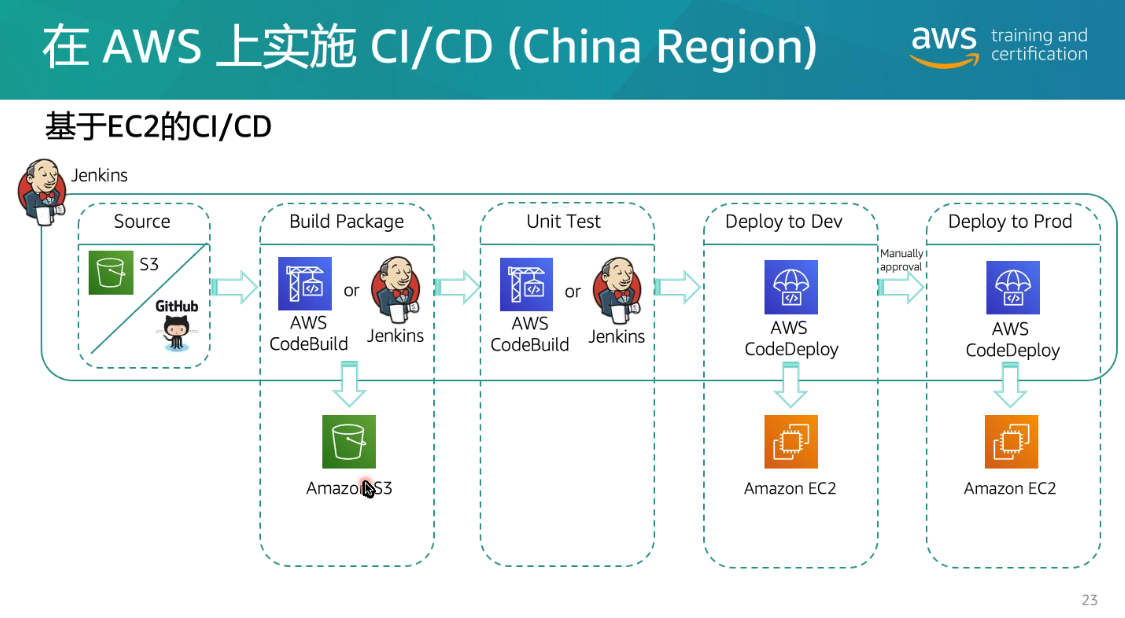 在 AWS 上实施 CI/CD (China Region)
aws training and
certification
基于EC2的CI/CD
Jenkins
Source
S3
GitHub
Build Package
AWS
CodeBuild
or
Jenkins
Amazon S3
Unit Test
AWS
CodeBuild
or
Jenkins
Deploy to Dev
AWS
CodeDeploy
Amazon EC2
Manually
approval
Deploy to Prod
AWS
CodeDeploy
Amazon EC2
23